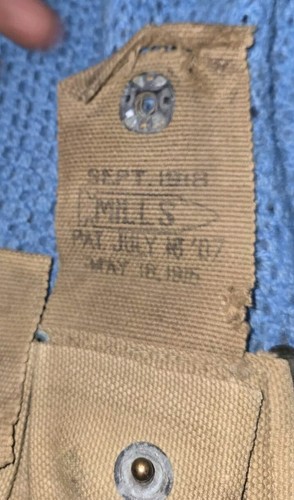 SEPT. 1918
MILLS
PAT. JULY 16 '07
MAY 18, 1915